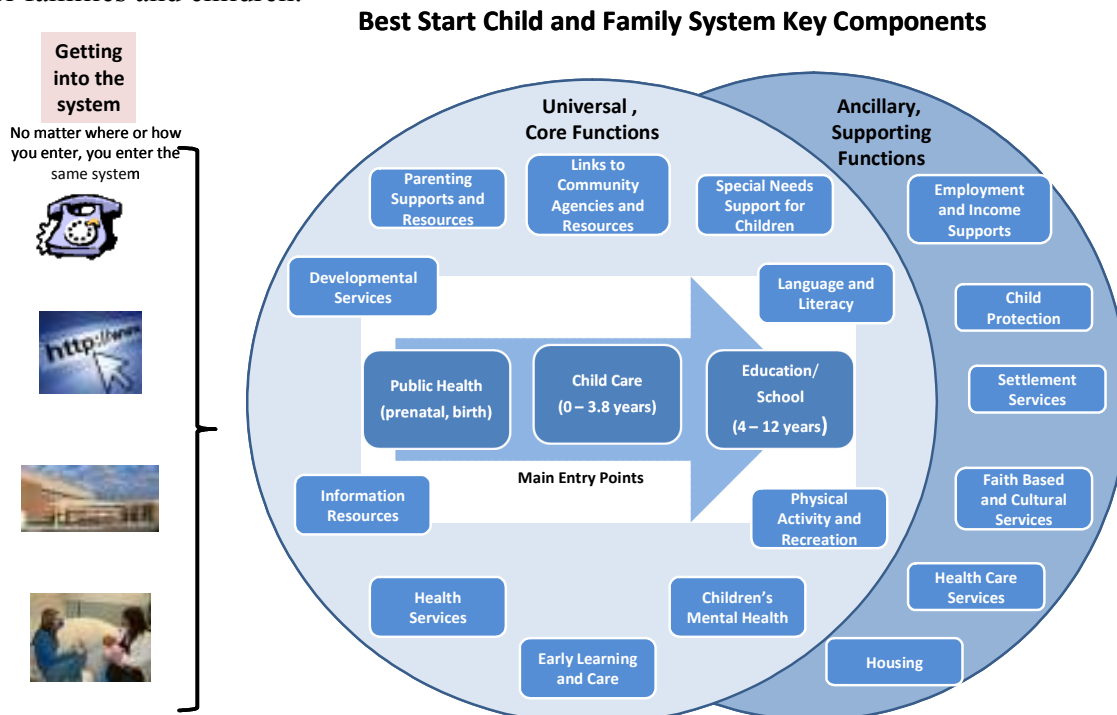 for families and children.
Best Start Child and Family System Key Components
Getting
into the
system
No matter where or how
you enter, you enter the
same system
http://www
Universal ,
Core Functions
Ancillary,
Supporting
Functions
Parenting
Supports and
Resources
Links to
Community
Agencies and
Resources
Special Needs
Support for
Children
Employment
and Income
Supports
Developmental
Services
Language and
Literacy
Child
Protection
Public Health
(prenatal, birth)
Child Care
(0 – 3.8 years)
Education/
School
(4 – 12 years)
Settlement
Services
Main Entry Points
Information
Resources
Physical
Activity and
Recreation
Faith Based
and Cultural
Services
Health
Services
Children's
Mental Health
Health Care
Services
Early Learning
and Care
Housing